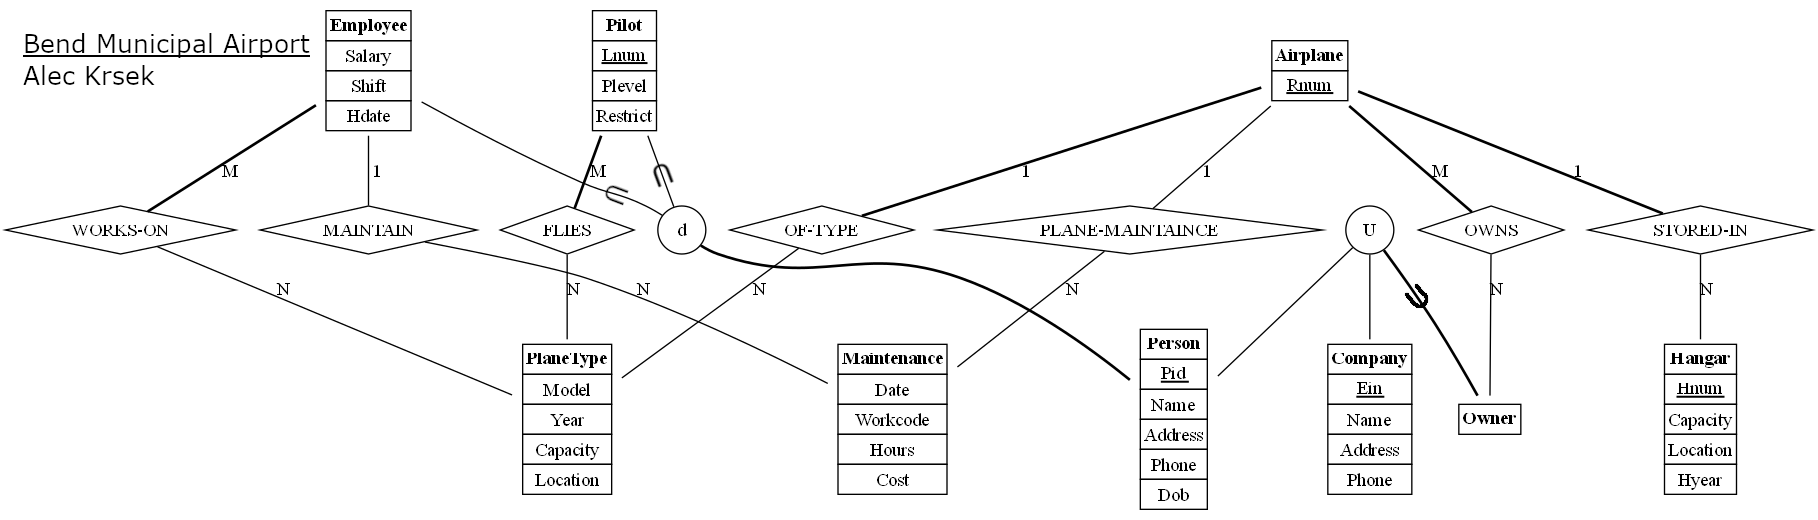 Bend Municipal Airport
Alec Krsek
Employee
Salary
Shift
Hdate
Pilot
Lnum
Plevel
Restrict
Airplane
Rnum
M
1
M
1
1
M
1
WORKS-ON
MAINTAIN
FLIES
d
OF-TYPE
PLANE-MAINTAINCE
U
OWNS
STORED-IN
N
N
N
N
N
N
N
PlaneType
Model
Year
Capacity
Location
Maintenance
Date
Workcode
Hours
Cost
Person
Pid
Name
Address
Phone
Dob
Company
Ein
Name
Address
Phone
Owner
Hangar
Hnum
Capacity
Location
Hyear